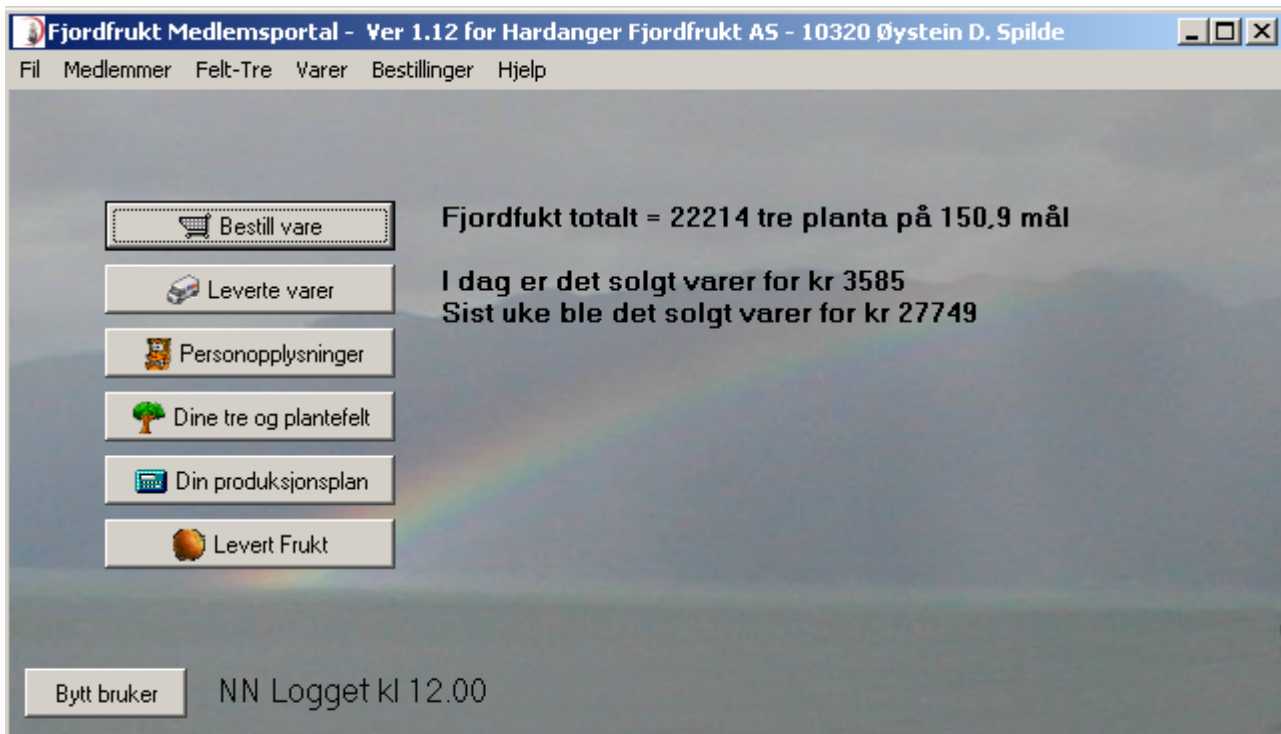 Fjordfrukt Medlemsportal - Ver 1.12 for Hardanger Fjordfrukt AS - 10320 Øystein D. Spilde
Fil Medlemmer Felt-Tre Varer Bestillinger Hjelp
Bestill vare
Fjordfukt totalt = 22214 tre planta på 150,9 mål
Leverte varer
I dag er det solgt varer for kr 3585
Sist uke ble det solgt varer for kr 27749
Personopplysninger
Dine tre og plantefelt
Din produksjonsplan
Levert Frukt
Bytt bruker
NN Logget kl 12.00